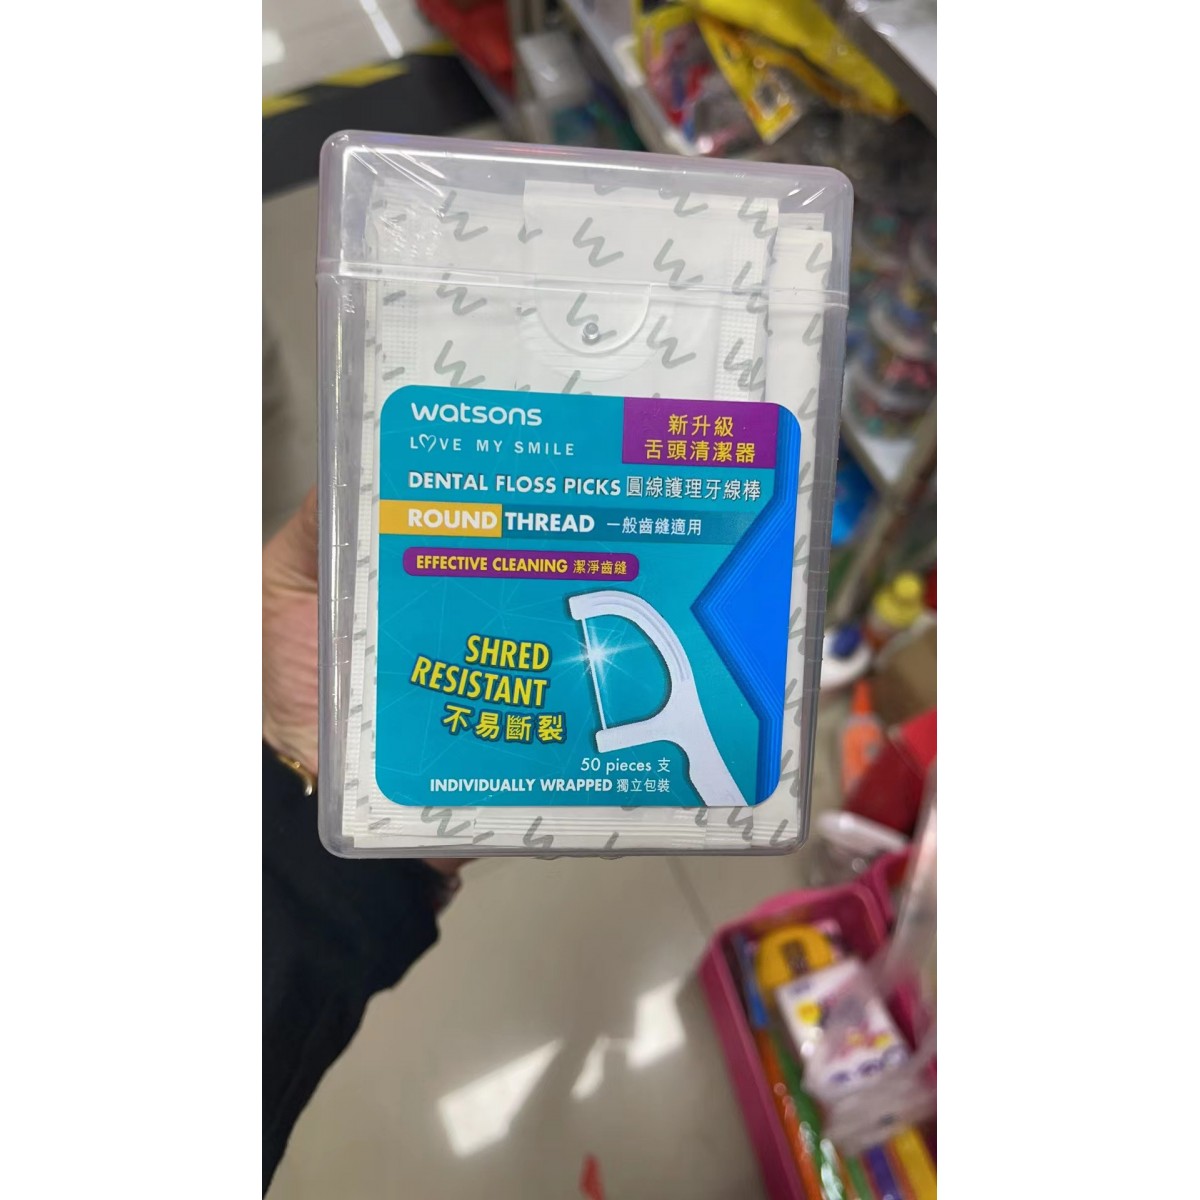 watsons
LOVE MY SMILE
新升級
舌頭清潔器
DENTAL FLOSS PICKS 圓線護理牙線棒
ROUND THREAD 一般齒縫適用
EFFECTIVE CLEANING 潔淨齒縫
SHRED
RESISTANT
不易斷裂
50 pieces 支
INDIVIDUALLY WRAPPED 獨立包裝